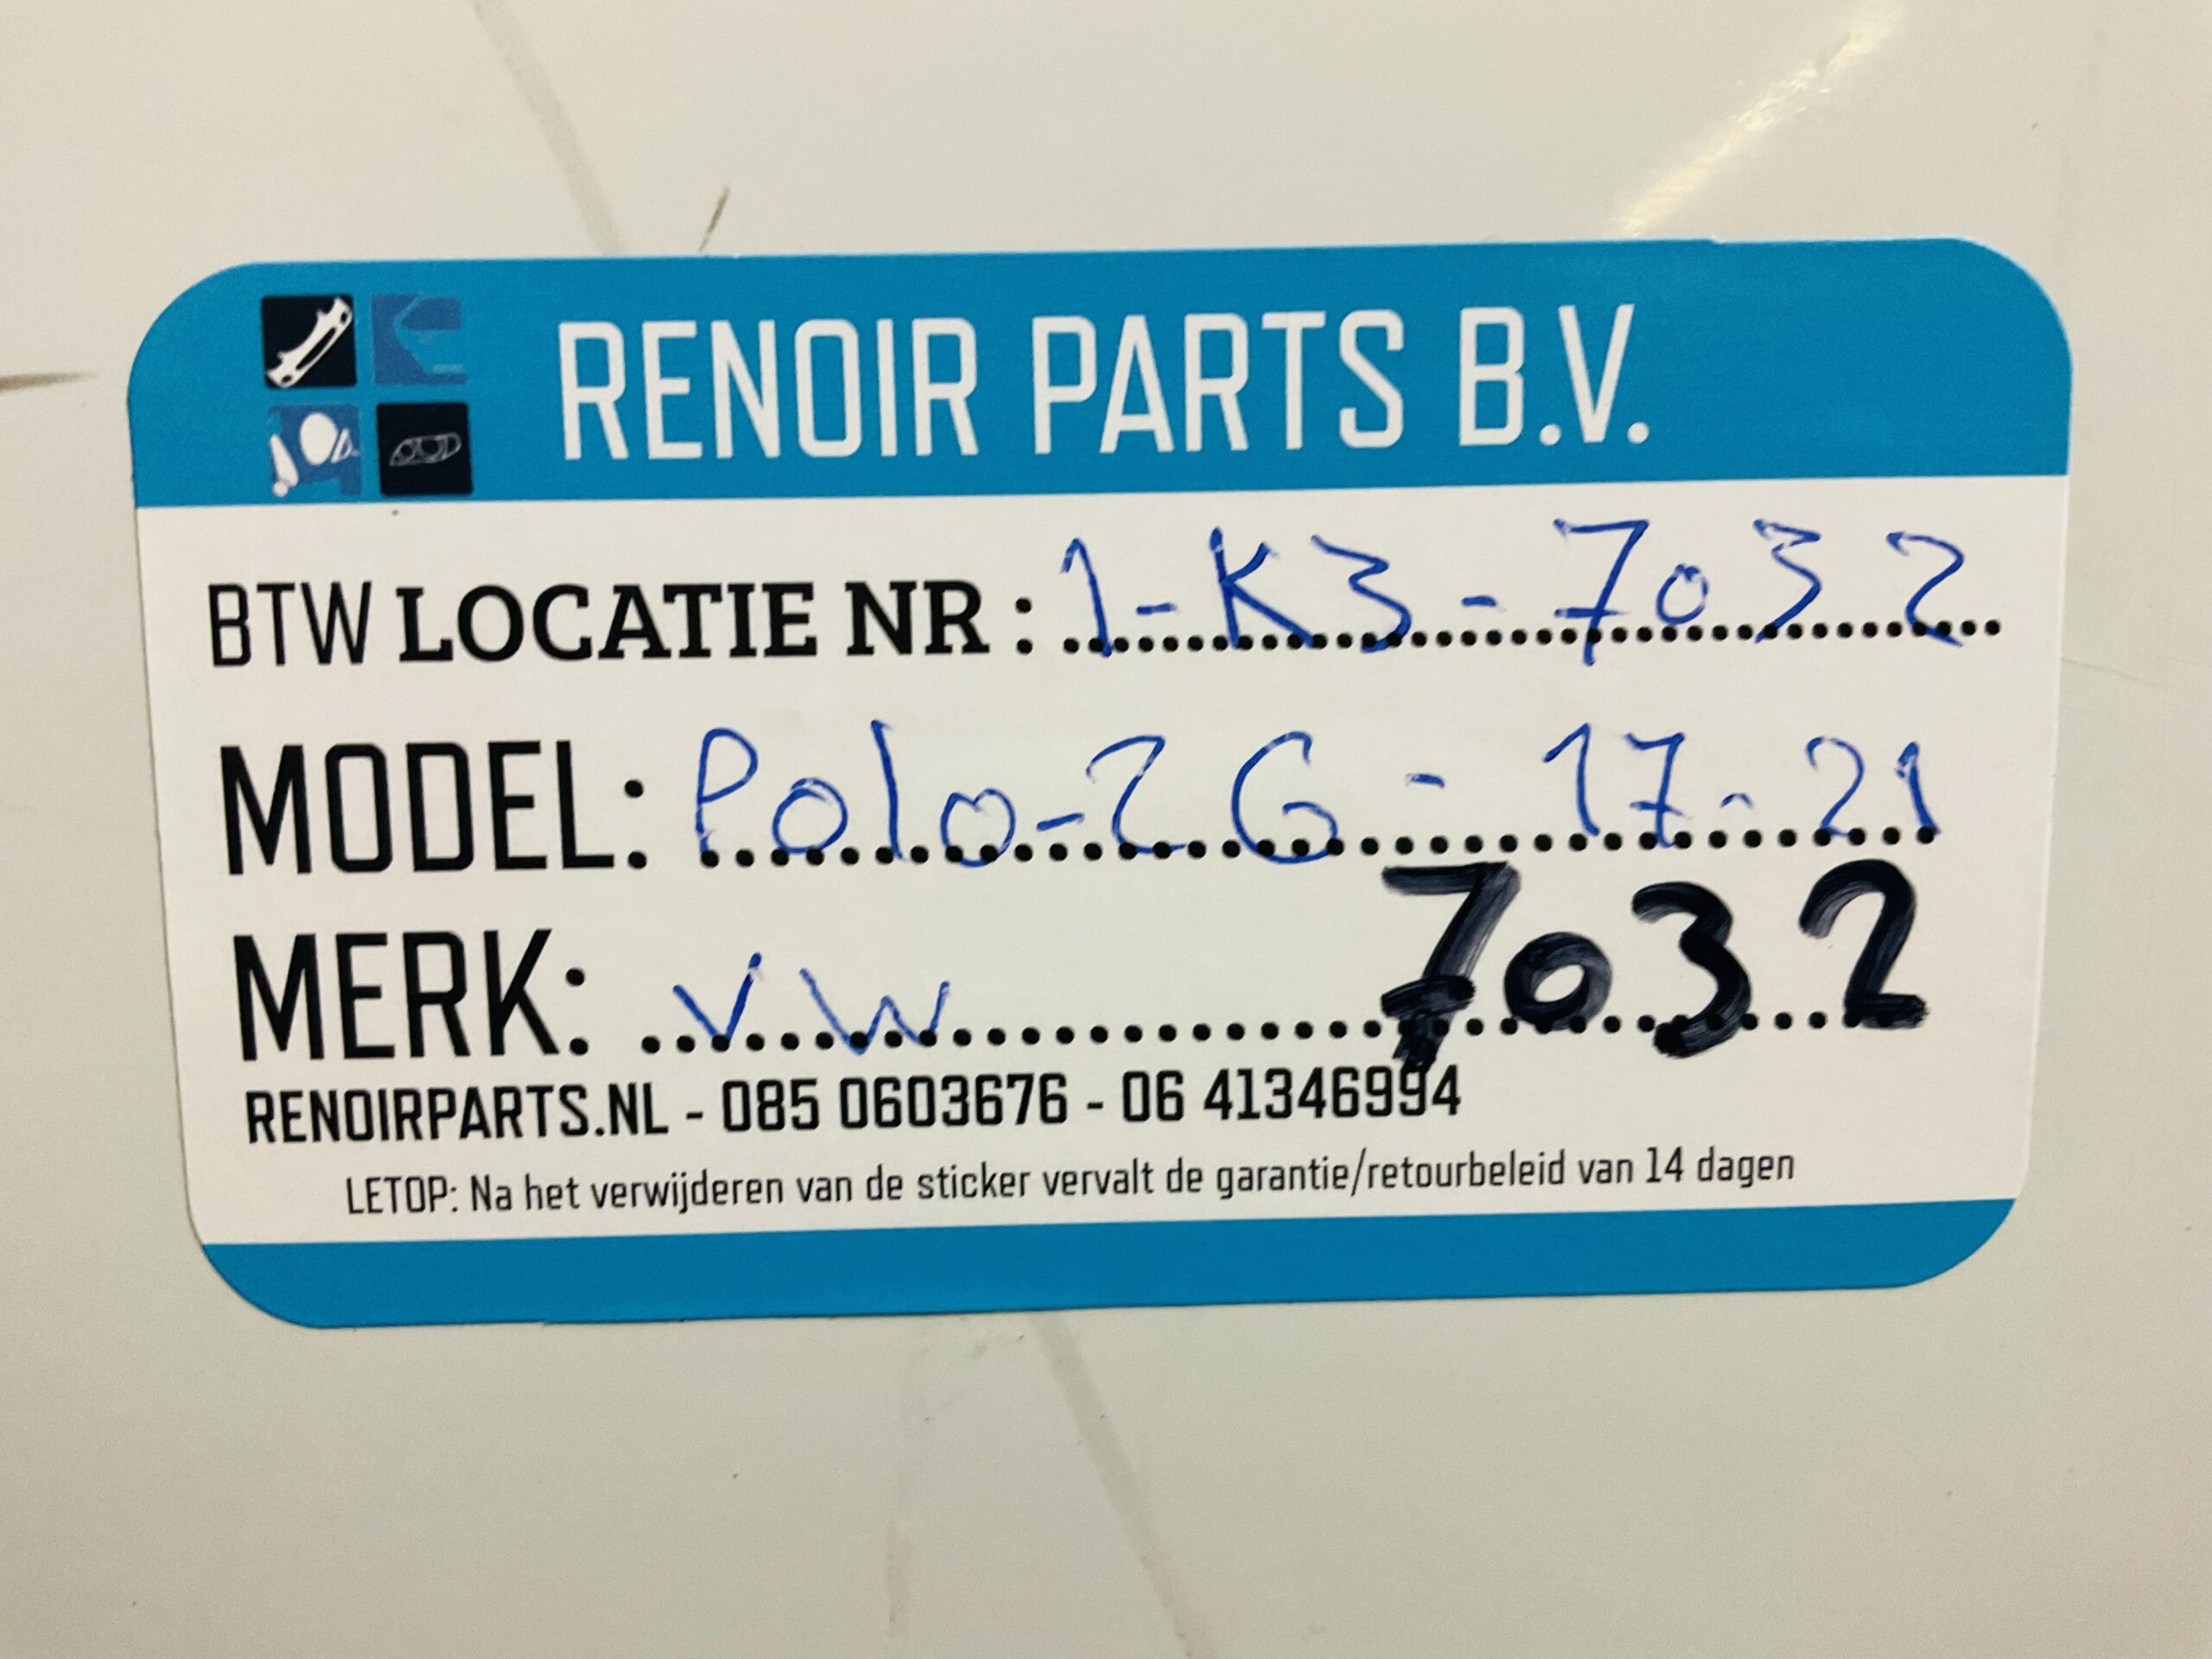 RENOIR PARTS B.V.
BTW LOCATIE NR : 1-K3-7032
MODEL: Polo-2G-17-21
MERK: VW 7032
RENOIRPARTS.NL - 085 0603676 - 06 41346994
LETOP: Na het verwijderen van de sticker vervalt de garantie/retourbeleid van 14 dagen